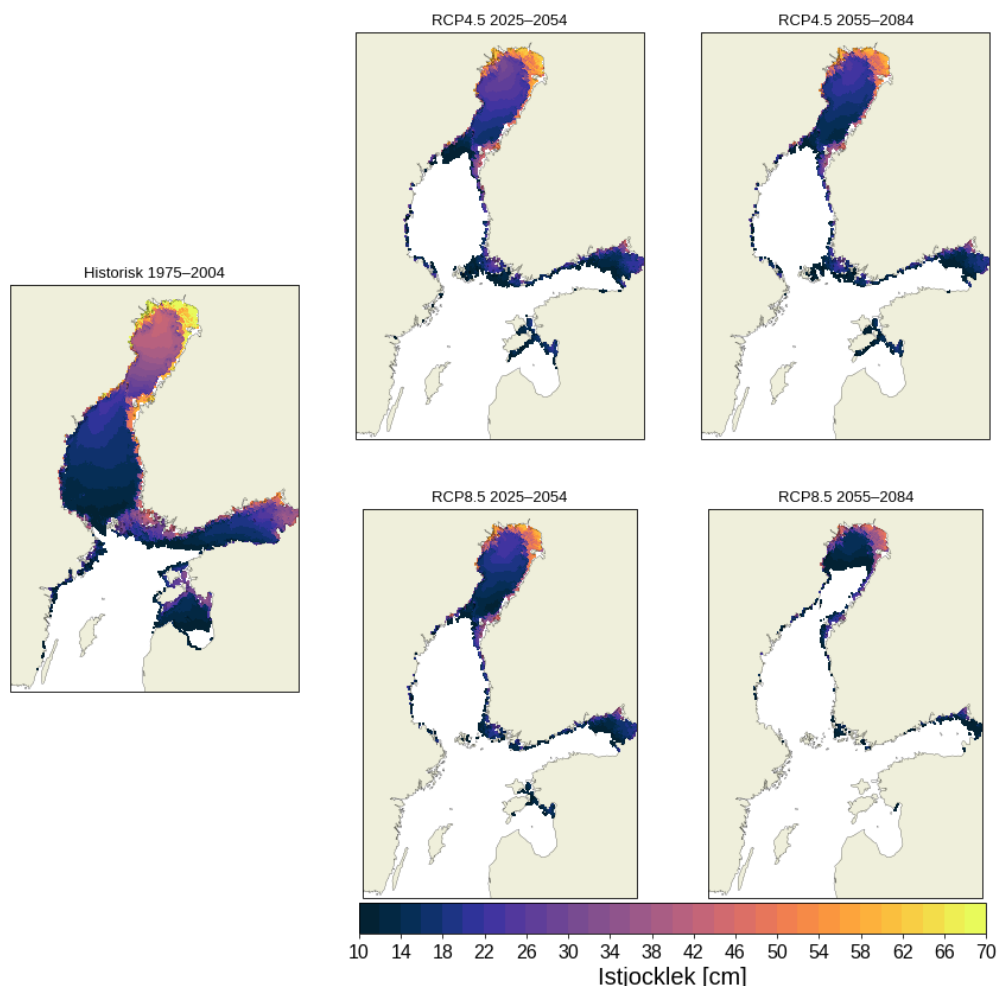 RCP4.5 2025–2054
RCP4.5 2055–2084
Historisk 1975–2004
RCP8.5 2025–2054
RCP8.5 2055–2084
10 14 18 22 26 30 34 38 42 46 50 54 58 62 66 70
Istjocklek [cm]